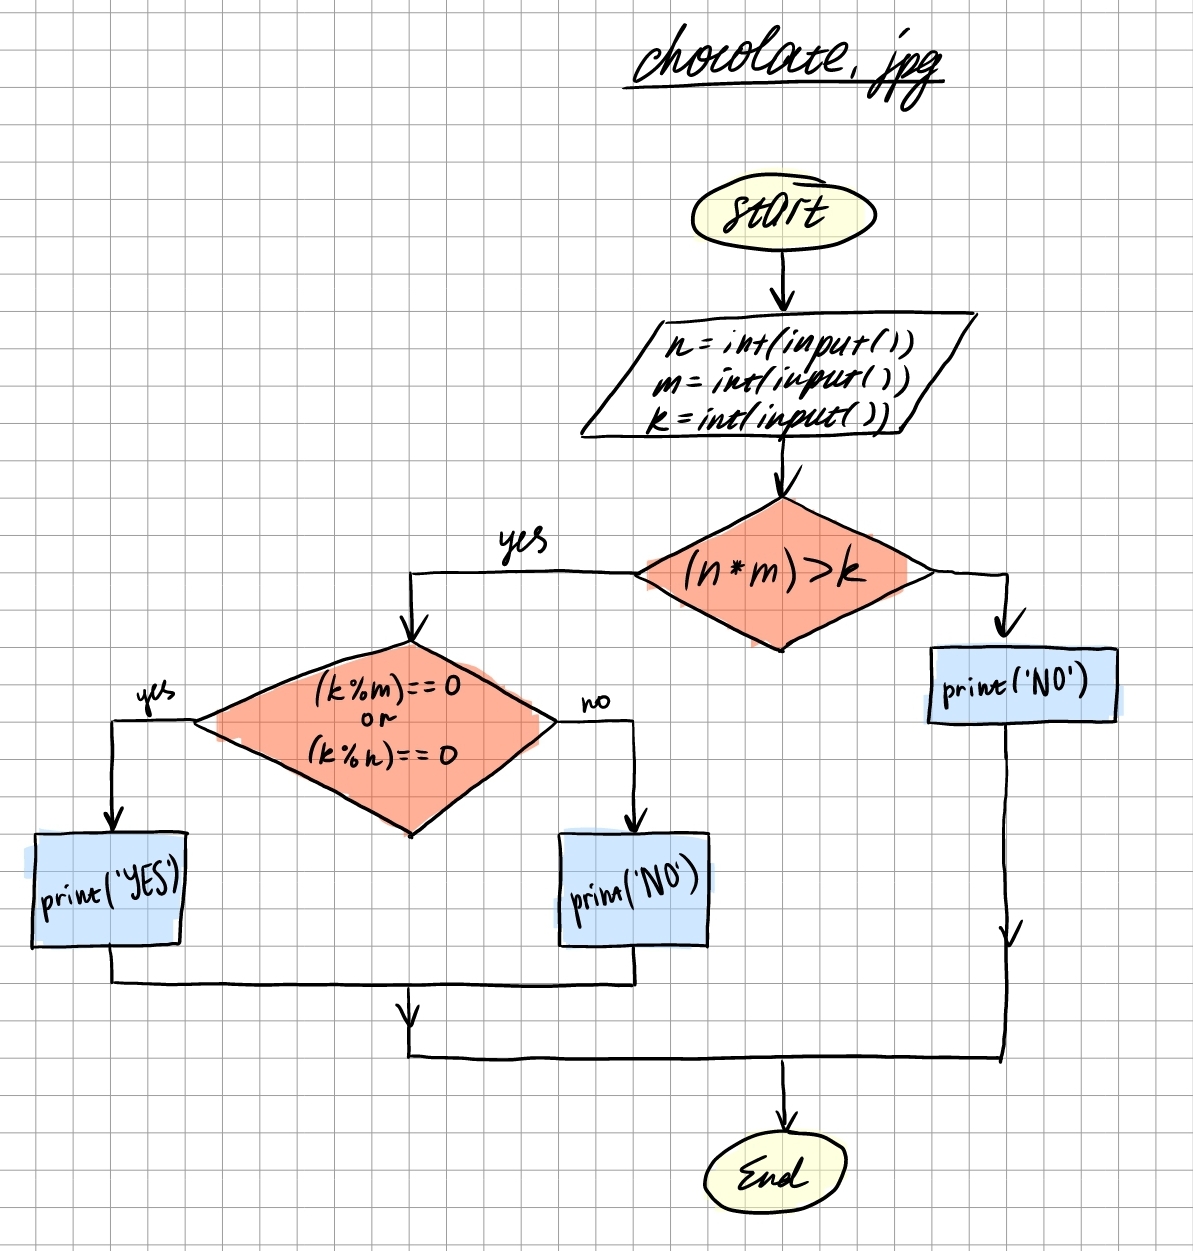 chocolate.jpg
start
n = int(input())
m = int(input())
k = int(input())
yes
(n*m)>k
yes
(k%m)==0
or
(k%n)==0
no
print('NO')
print('YES')
print('NO')
End